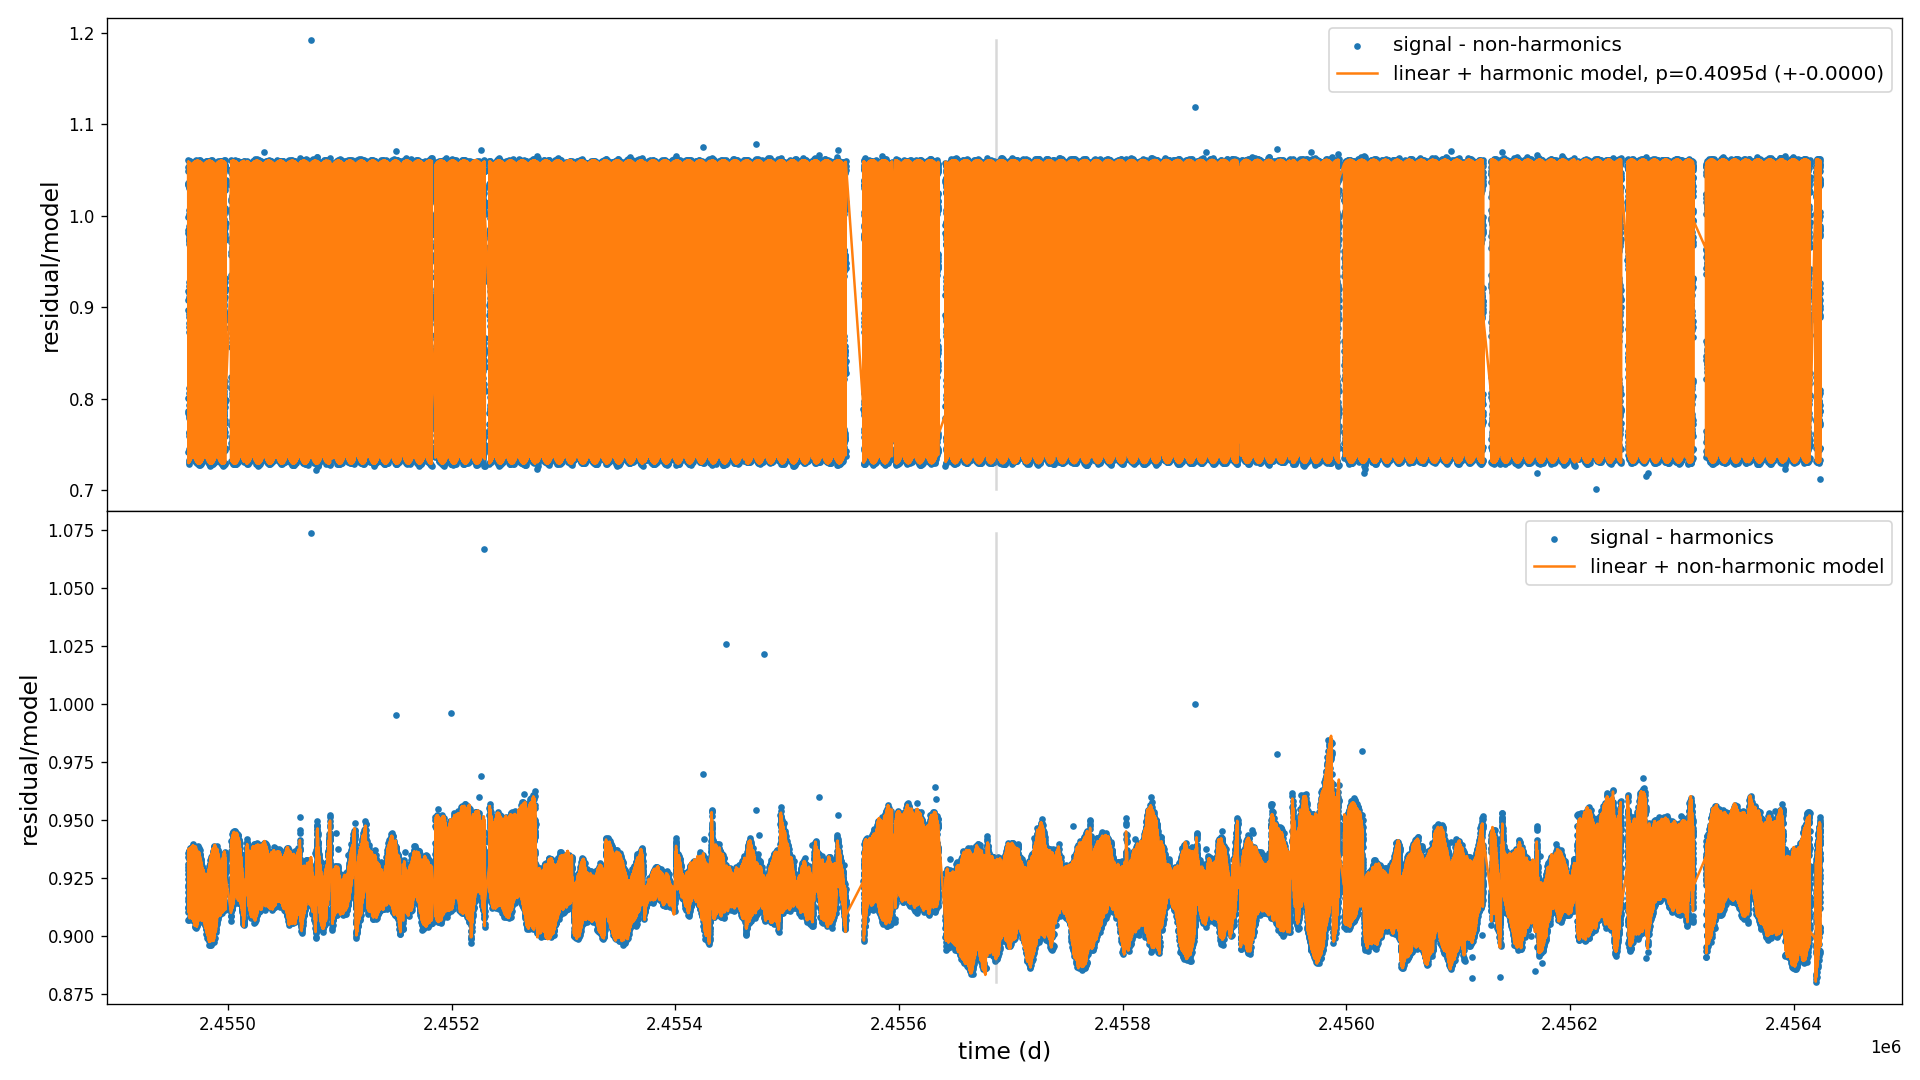 1.2
1.1
1.0
0.9
0.8
0.7
residual/model
signal - non-harmonics
linear + harmonic model, p=0.4095d (+-0.0000)
1.075
1.050
1.025
1.000
0.975
0.950
0.925
0.900
0.875
residual/model
signal - harmonics
linear + non-harmonic model
2.4550 2.4552 2.4554 2.4556 2.4558 2.4560 2.4562 2.4564
time (d)
1e6